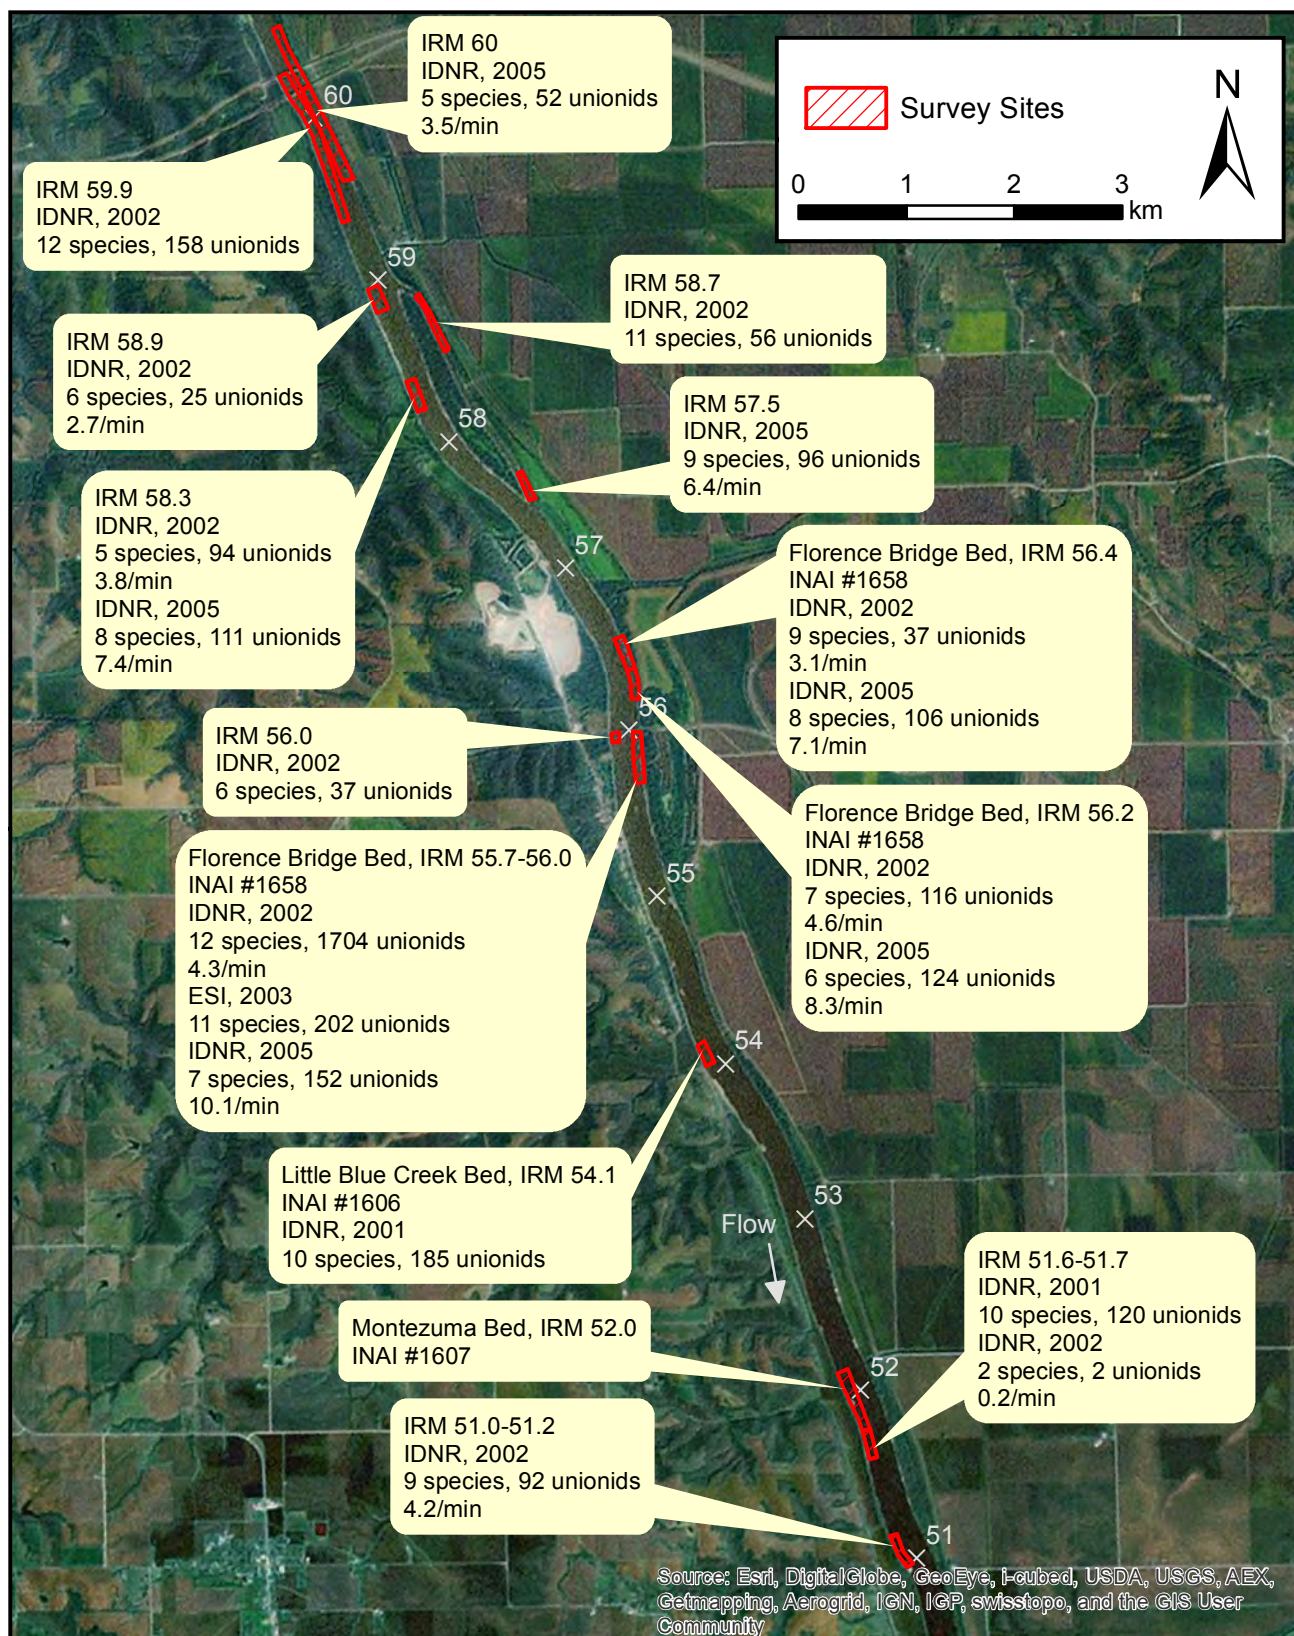 IRM 60
IDNR, 2005
5 species, 52 unionids
3.5/min
Survey Sites
N
0 1 2 3
km
60
IRM 59.9
IDNR, 2002
12 species, 158 unionids
59
IRM 58.7
IDNR, 2002
11 species, 56 unionids
IRM 58.9
IDNR, 2002
6 species, 25 unionids
2.7/min
58
IRM 57.5
IDNR, 2005
9 species, 96 unionids
6.4/min
IRM 58.3
IDNR, 2002
5 species, 94 unionids
3.8/min
IDNR, 2005
8 species, 111 unionids
7.4/min
57
Florence Bridge Bed, IRM 56.4
INAI #1658
IDNR, 2002
9 species, 37 unionids
3.1/min
IDNR, 2005
8 species, 106 unionids
7.1/min
56
IRM 56.0
IDNR, 2002
6 species, 37 unionids
Florence Bridge Bed, IRM 56.2
INAI #1658
IDNR, 2002
7 species, 116 unionids
4.6/min
IDNR, 2005
6 species, 124 unionids
8.3/min
Florence Bridge Bed, IRM 55.7-56.0
INAI #1658
IDNR, 2002
12 species, 1704 unionids
4.3/min
ESI, 2003
11 species, 202 unionids
IDNR, 2005
7 species, 152 unionids
10.1/min
55
54
Little Blue Creek Bed, IRM 54.1
INAI #1606
IDNR, 2001
10 species, 185 unionids
53
Flow
IRM 51.6-51.7
IDNR, 2001
10 species, 120 unionids
IDNR, 2002
2 species, 2 unionids
0.2/min
Montezuma Bed, IRM 52.0
INAI #1607
52
IRM 51.0-51.2
IDNR, 2002
9 species, 92 unionids
4.2/min
51
Source: Esri, DigitalGlobe, GeoEye, i-cubed, USDA, USGS, AEX,
Getmapping, Aerogrid, IGN, IGP, swisstopo, and the GIS User
Community